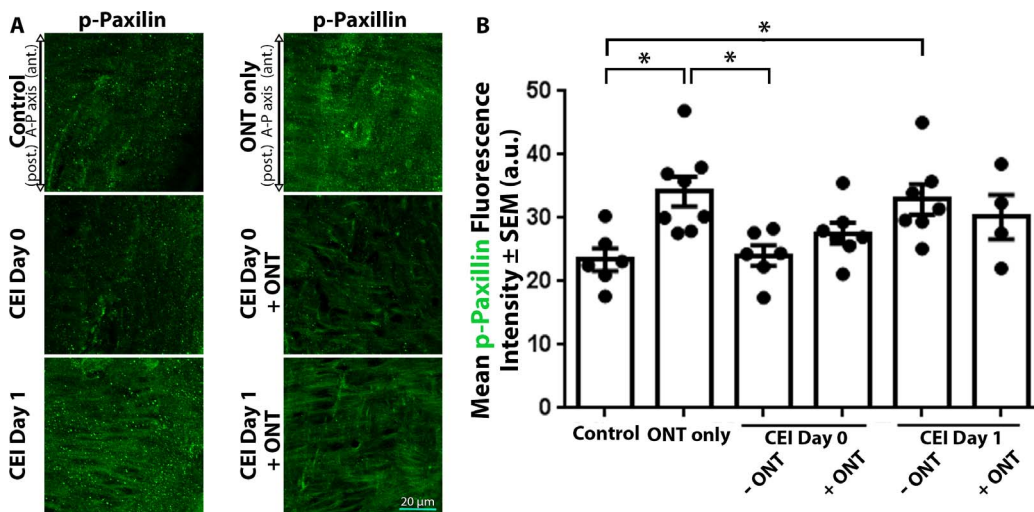 A
p-Paxilin
p-Paxillin
Control
(post.) A-P axis (ant.)
ONT only
(post.) A-P axis (ant.)
CEI Day 0
CEI Day 0
+ ONT
CEI Day 1
CEI Day 1
+ ONT
20 µm
B
Mean p-Paxillin Fluorescence
Intensity ± SEM (a.u.)
*
* *
50
40
30
20
10
0
Control ONT only CEI Day 0 CEI Day 1
- ONT + ONT - ONT + ONT